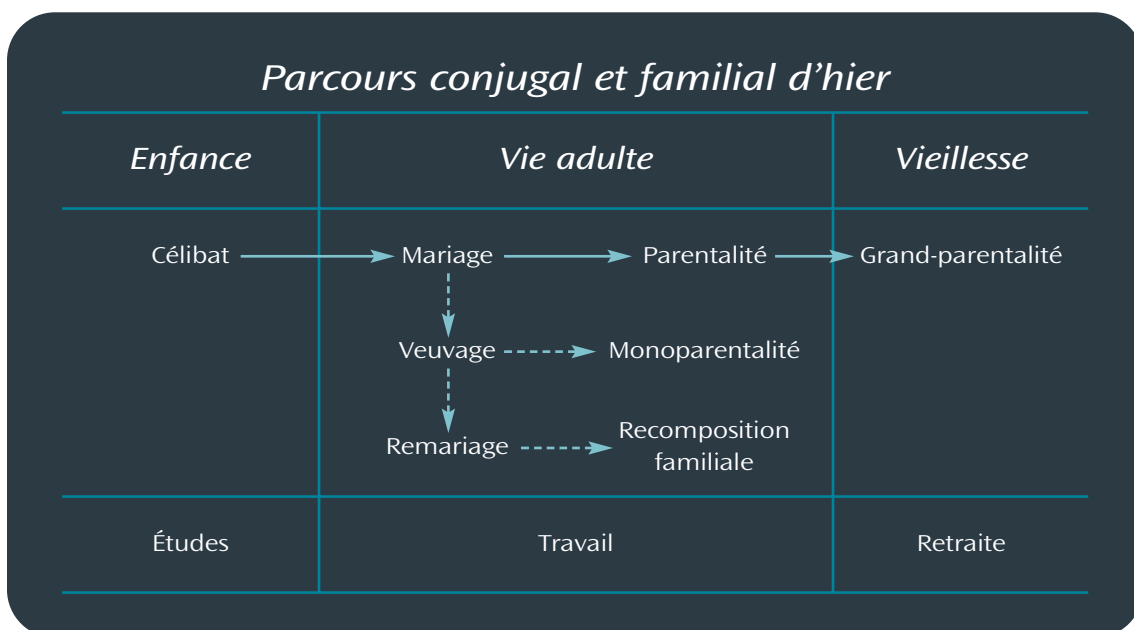 Parcours conjugal et familial d’hier
Enfance
Vie adulte
Vieillesse
Célibat
Mariage
Parentalité
Grand-parentalité
Veuvage
Monoparentalité
Remariage
Recomposition
familiale
Études
Travail
Retraite